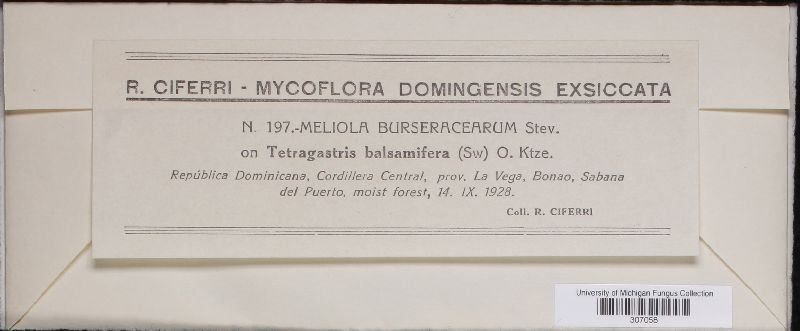 R. CIFERRI - MYCOFLORA DOMINGENSIS EXSICCATA
N. 197.-MELIOLA BURSERACEARUM Stev.
on Tetragastris balsamifera (Sw) O. Ktze.
República Dominicana, Cordillera Central, prov. La Vega, Bonao, Sabana
del Puerto, moist forest, 14. IX. 1928.
Coll. R. CIFERRI
University of Michigan Fungus Collection
307058